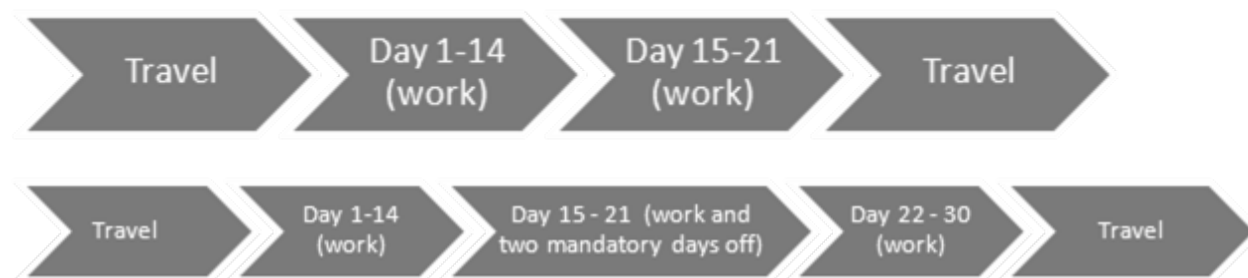 Travel
Day 1-14
(work)
Day 15-21
(work)
Travel
Travel
Day 1-14
(work)
Day 15 - 21 (work and
two mandatory days off)
Day 22 - 30
(work)
Travel